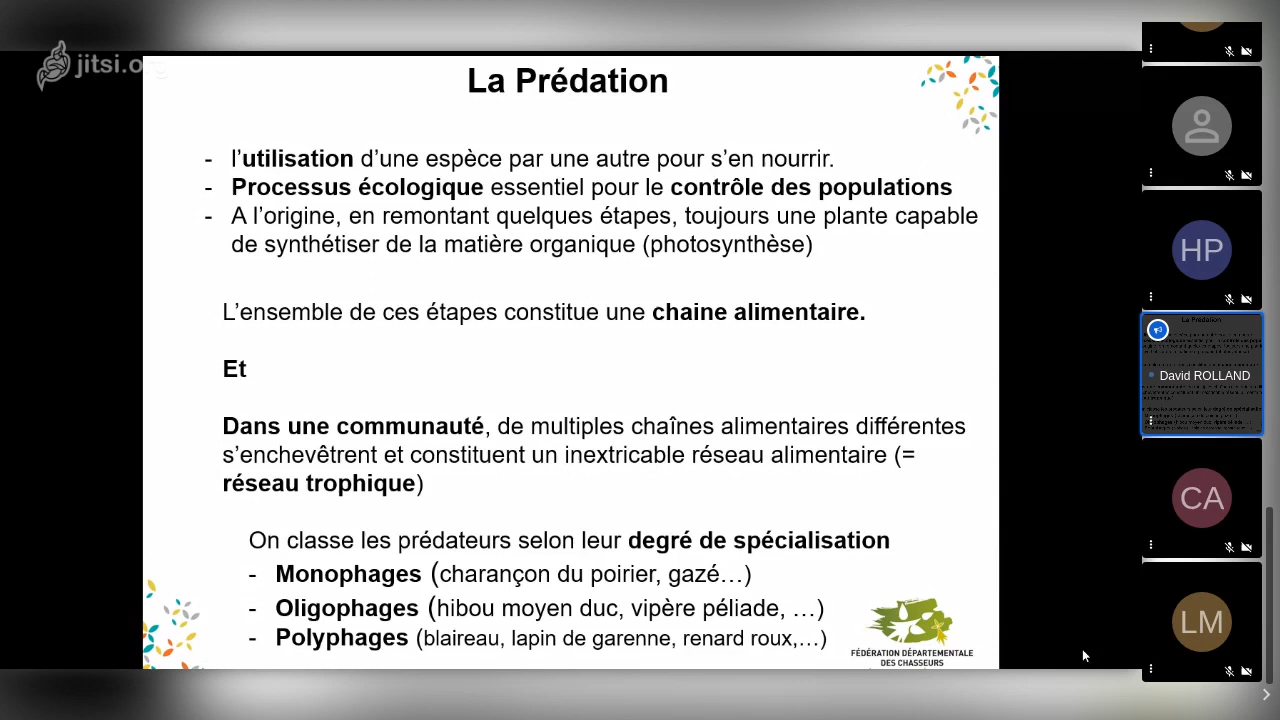 jitsi.org
La Prédation
- l’utilisation d’une espèce par une autre pour s’en nourrir.
- Processus écologique essentiel pour le contrôle des populations
- A l’origine, en remontant quelques étapes, toujours une plante capable
de synthétiser de la matière organique (photosynthèse)
L’ensemble de ces étapes constitue une chaine alimentaire.
Et
Dans une communauté, de multiples chaînes alimentaires différentes
s’enchevêtrent et constituent un inextricable réseau alimentaire (=
réseau trophique)
On classe les prédateurs selon leur degré de spécialisation
- Monophages (charançon du poirier, gazé…)
- Oligophages (hibou moyen duc, vipère péliade, …)
- Polyphages (blaireau, lapin de garenne, renard roux,…)
FÉDÉRATION DÉPARTEMENTALE
DES CHASSEURS
HP
La Prédation
David ROLLAND
CA
LM